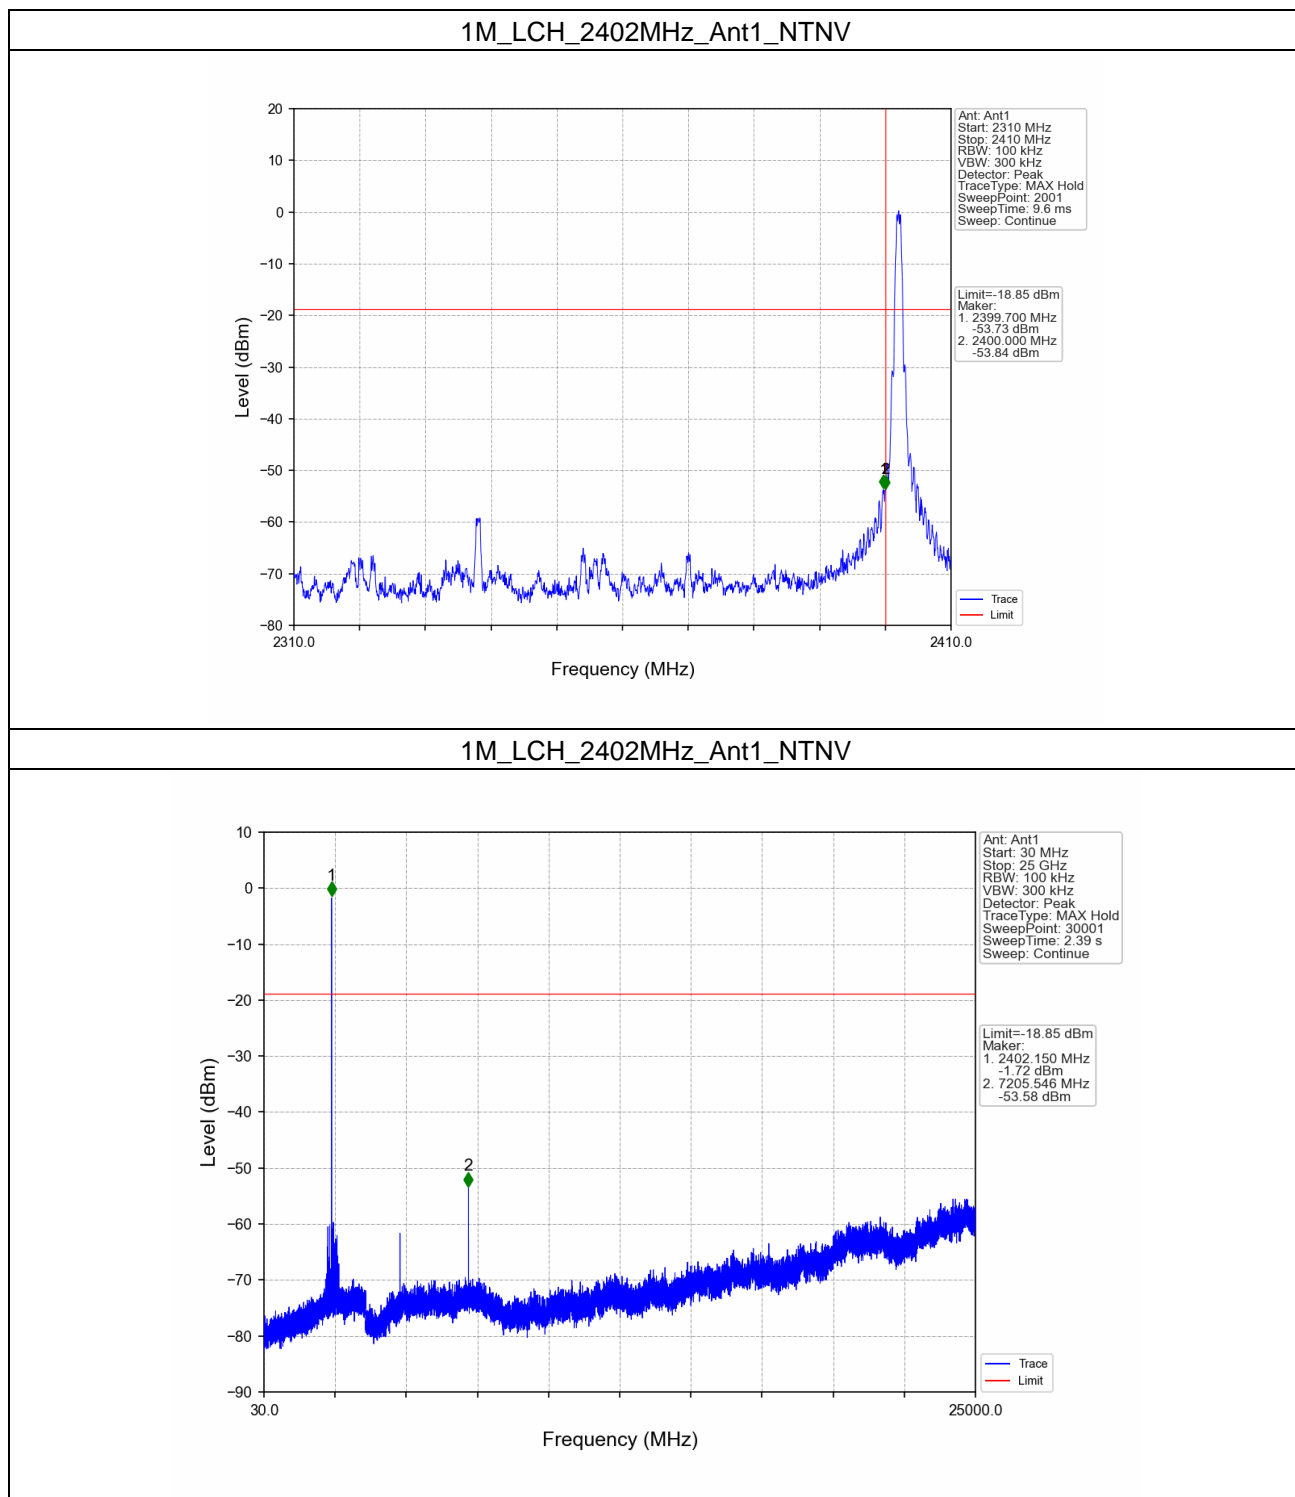 1M_LCH_2402MHz_Ant1_NTNV
20
10
0
−10
−20
−30
−40
−50
−60
−70
−80
Level (dBm)
2310.0
2410.0
Frequency (MHz)
Ant: Ant1
Start: 2310 MHz
Stop: 2410 MHz
RBW: 100 kHz
VBW: 300 kHz
Detector: Peak
TraceType: MAX Hold
SweepPoint: 2001
SweepTime: 9.6 ms
Sweep: Continue
Limit=-18.85 dBm
Maker:
1. 2399.700 MHz
-53.73 dBm
2. 2400.000 MHz
-53.84 dBm
1
2
Trace
Limit
1M_LCH_2402MHz_Ant1_NTNV
10
0
−10
−20
−30
−40
−50
−60
−70
−80
−90
Level (dBm)
30.0
25000.0
Frequency (MHz)
1
2
Ant: Ant1
Start: 30 MHz
Stop: 25 GHz
RBW: 100 kHz
VBW: 300 kHz
Detector: Peak
TraceType: MAX Hold
SweepPoint: 30001
SweepTime: 2.39 s
Sweep: Continue
Limit=-18.85 dBm
Maker:
1. 2402.150 MHz
-1.72 dBm
2. 7205.546 MHz
-53.58 dBm
Trace
Limit